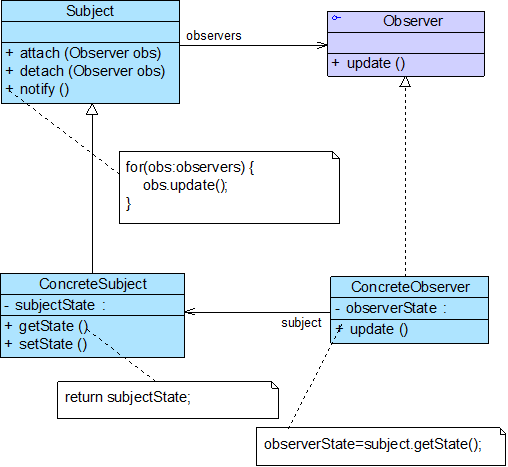 Subject
+ attach (Observer obs)
+ detach (Observer obs)
+ notify ()
observers
Observer
+ update ()
for(obs:observers) {
obs.update();
}
ConcreteSubject
- subjectState :
+ getState ()
+ setState ()
subject
ConcreteObserver
- observerState :
+ update ()
return subjectState;
observerState=subject.getState();